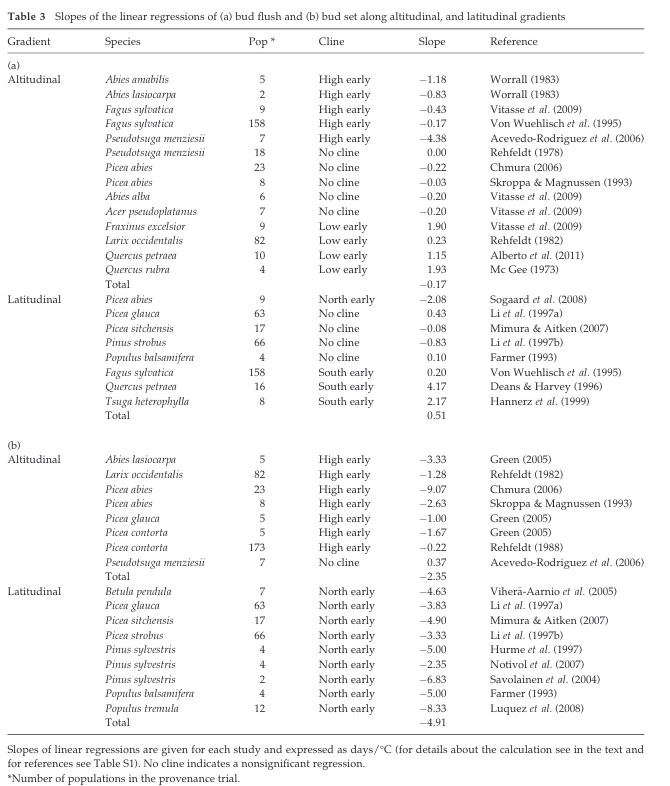 Table 3 Slopes of the linear regressions of (a) bud flush and (b) bud set along altitudinal, and latitudinal gradients
Gradient Species Pop * Cline Slope Reference
(a)
Altitudinal Abies amabilis 5 High early −1.18 Worrall (1983)
Abies lasiocarpa 2 High early −0.83 Worrall (1983)
Fagus sylvatica 9 High early −0.43 Vitasse et al. (2009)
Fagus sylvatica 158 High early −0.17 Von Wuehlisch et al. (1995)
Pseudotsuga menziesii 7 High early −4.38 Acevedo-Rodriguez et al. (2006)
Pseudotsuga menziesii 18 No cline 0.00 Rehfeldt (1978)
Picea abies 23 No cline −0.22 Chmura (2006)
Picea abies 8 No cline −0.03 Skroppa & Magnussen (1993)
Abies alba 6 No cline −0.20 Vitasse et al. (2009)
Acer pseudoplatanus 7 No cline −0.20 Vitasse et al. (2009)
Fraxinus excelsior 9 Low early 1.90 Vitasse et al. (2009)
Larix occidentalis 82 Low early 0.23 Rehfeldt (1982)
Quercus petraea 10 Low early 1.15 Alberto et al. (2011)
Quercus rubra 4 Low early 1.93 Mc Gee (1973)
Total −0.17
Latitudinal Picea abies 9 North early −2.08 Sogaard et al. (2008)
Picea glauca 63 No cline 0.43 Li et al. (1997a)
Picea sitchensis 17 No cline −0.08 Mimura & Aitken (2007)
Pinus strobus 66 No cline −0.83 Li et al. (1997b)
Populus balsamifera 4 No cline 0.10 Farmer (1993)
Fagus sylvatica 158 South early 0.20 Von Wuehlisch et al. (1995)
Quercus petraea 16 South early 4.17 Deans & Harvey (1996)
Tsuga heterophylla 8 South early 2.17 Hannerz et al. (1999)
Total 0.51
(b)
Altitudinal Abies lasiocarpa 5 High early −3.33 Green (2005)
Larix occidentalis 82 High early −1.28 Rehfeldt (1982)
Picea abies 23 High early −9.07 Chmura (2006)
Picea abies 8 High early −2.63 Skroppa & Magnussen (1993)
Picea glauca 5 High early −1.00 Green (2005)
Picea contorta 5 High early −1.67 Green (2005)
Picea contorta 173 High early −0.22 Rehfeldt (1988)
Pseudotsuga menziesii 7 No cline 0.37 Acevedo-Rodriguez et al. (2006)
Total −2.35
Latitudinal Betula pendula 7 North early −4.63 Viherä-Aarnio et al. (2005)
Picea glauca 63 North early −3.83 Li et al. (1997a)
Picea sitchensis 17 North early −4.90 Mimura & Aitken (2007)
Picea strobus 66 North early −3.33 Li et al. (1997b)
Pinus sylvestris 4 North early −5.00 Hurme et al. (1997)
Pinus sylvestris 4 North early −2.35 Notivol et al. (2007)
Pinus sylvestris 2 North early −6.83 Savolainen et al. (2004)
Populus balsamifera 4 North early −5.00 Farmer (1993)
Populus tremula 12 North early −8.33 Luquez et al. (2008)
Total −4.91
Slopes of linear regressions are given for each study and expressed as days/°C (for details about the calculation see in the text and
for references see Table S1). No cline indicates a nonsignificant regression.
*Number of populations in the provenance trial.